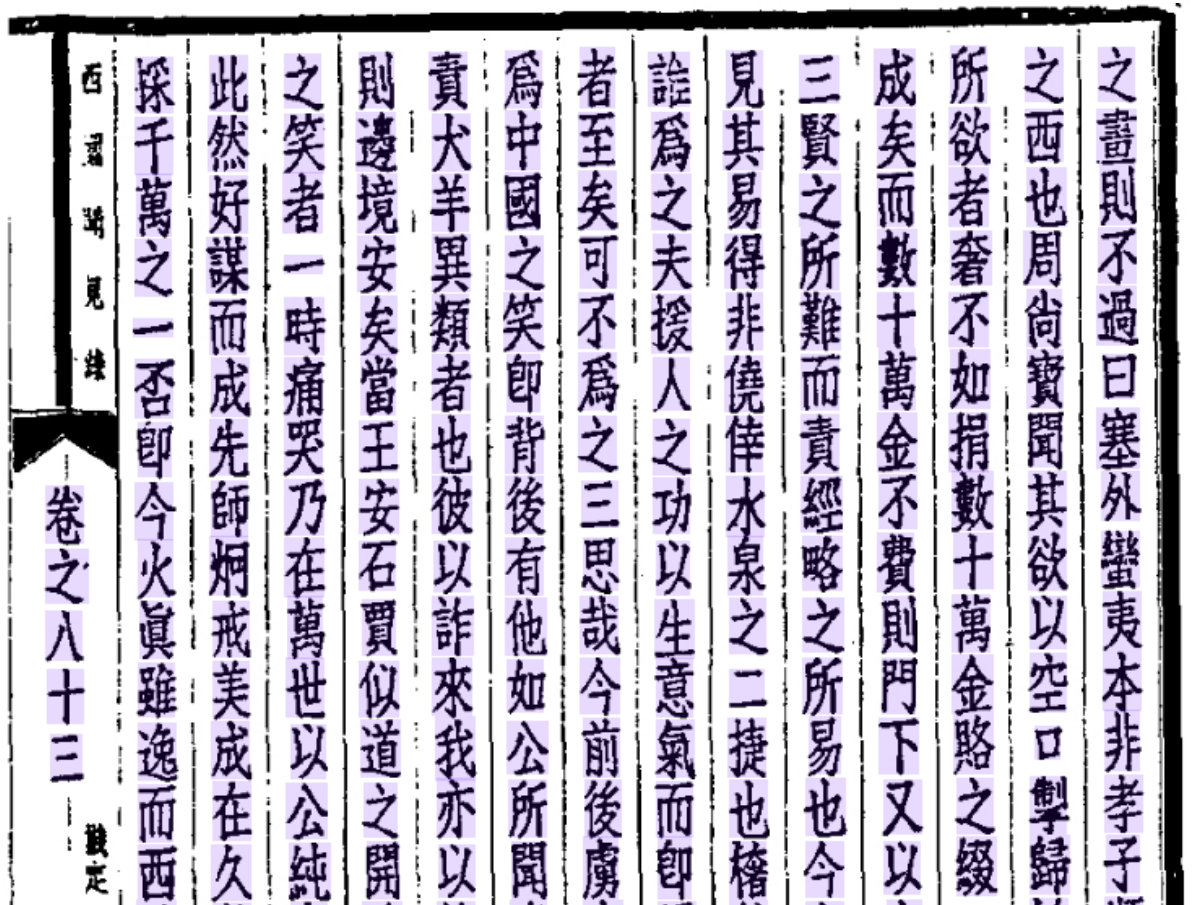 之畫則不過曰塞外蠻夷本非孝子
之西也周尙寳聞其欲以空口掣歸
所欲者奢不如捐數十萬金賂之綴
成矣而數十萬金不費則門下又以
三賢之所難而責經略之所易也今
見其易得非僥倖水泉之二捷也
爲之夫援人之功以生意氣而卽
者至矣可不爲之三思哉今前後虜
爲中國之笑卽背後有他如公所聞
責犬羊異類者也彼以詐來我亦以
則邊境安矣當王安石賈似道之開
之笑者一時痛哭乃在萬世以公純
此然好謀而成先師炯戒美成在久
採千萬之一否卽今火眞雖逸而西
西 見
卷之八十三
戡定